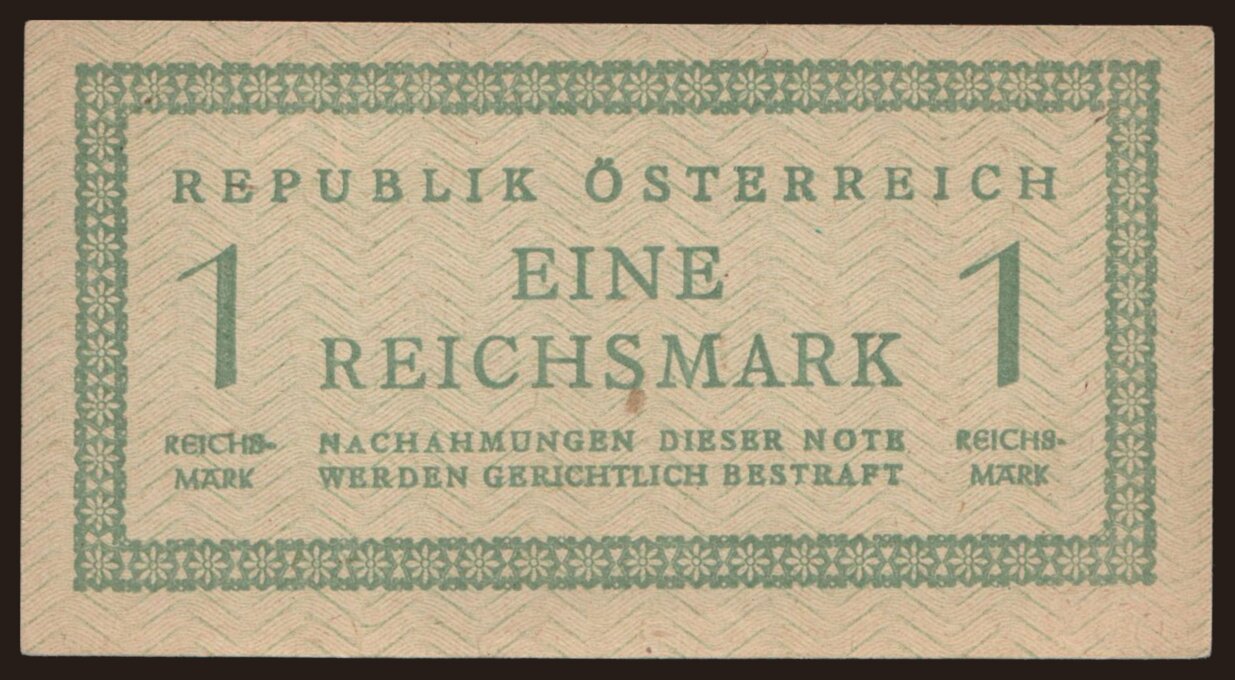 REPUBLIK ÖSTERREICH
1 EINE 1
REICHSMARK
REICHS- NACHAHMUNGEN DIESER NOTE REICHS-
MARK WERDEN GERICHTLICH BESTRAFT MARK